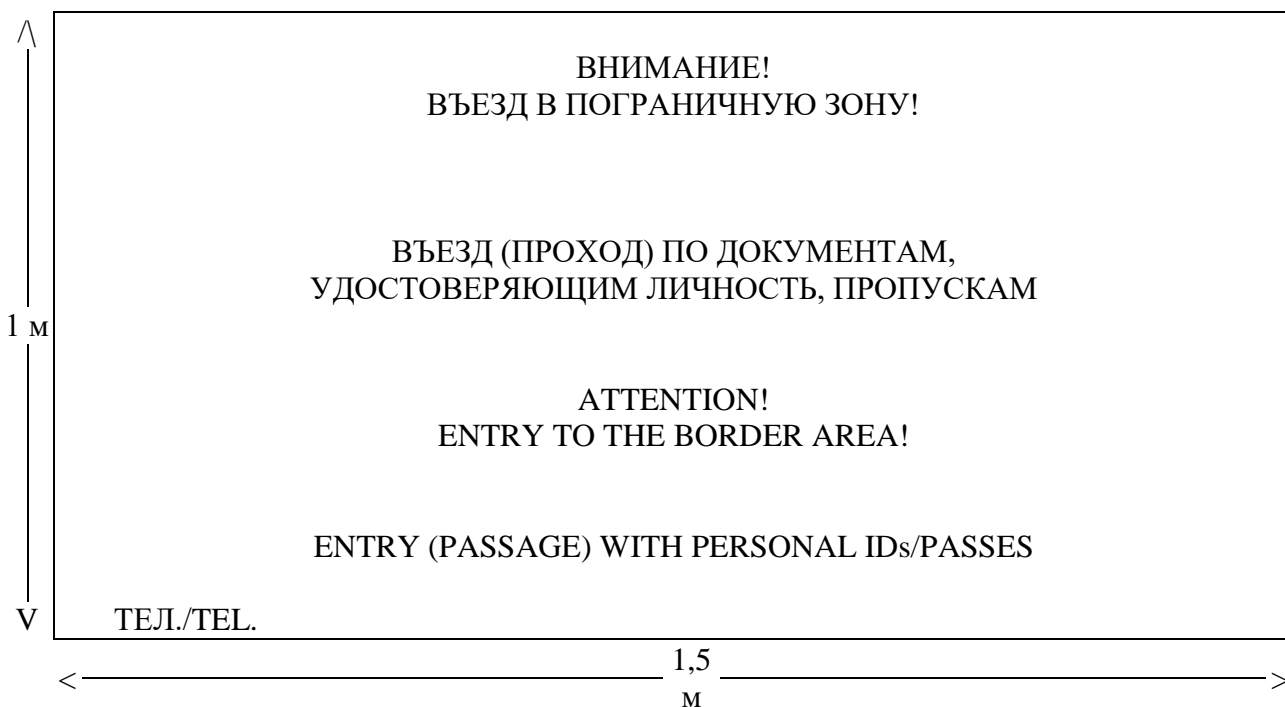 ВНИМАНИЕ!
ВЪЕЗД В ПОГРАНИЧНУЮ ЗОНУ!
ВЪЕЗД (ПРОХОД) ПО ДОКУМЕНТАМ,
УДОСТОВЕРЯЮЩИМ ЛИЧНОСТЬ, ПРОПУСКАМ
1 м
ATTENTION!
ENTRY TO THE BORDER AREA!
ENTRY (PASSAGE) WITH PERSONAL IDs/PASSES
ТЕЛ./TEL.
1,5
м